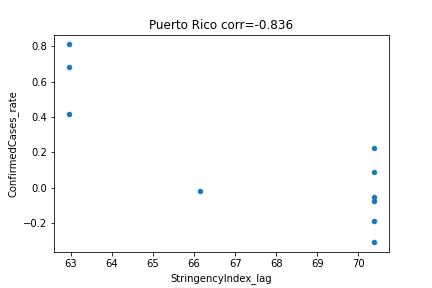 Puerto Rico corr=-0.836
ConfirmedCases_rate
0.8
0.6
0.4
0.2
0.0
−0.2
63 64 65 66 67 68 69 70
StringencyIndex_lag